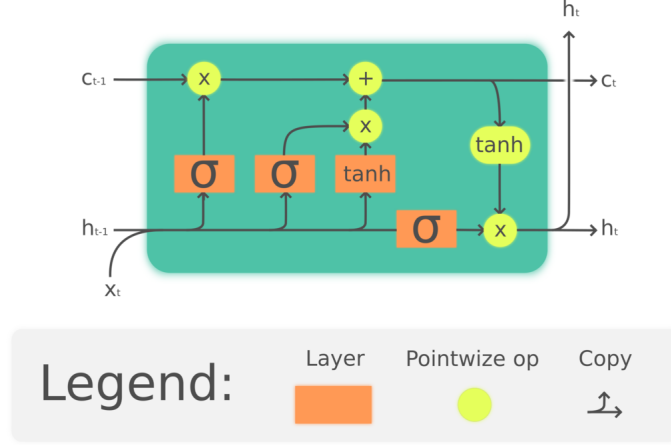 hₜ
cₜ₋₁ x + cₜ
x
tanh
σ σ tanh
σ
hₜ₋₁ x hₜ
xₜ
Layer Pointwize op Copy
Legend: